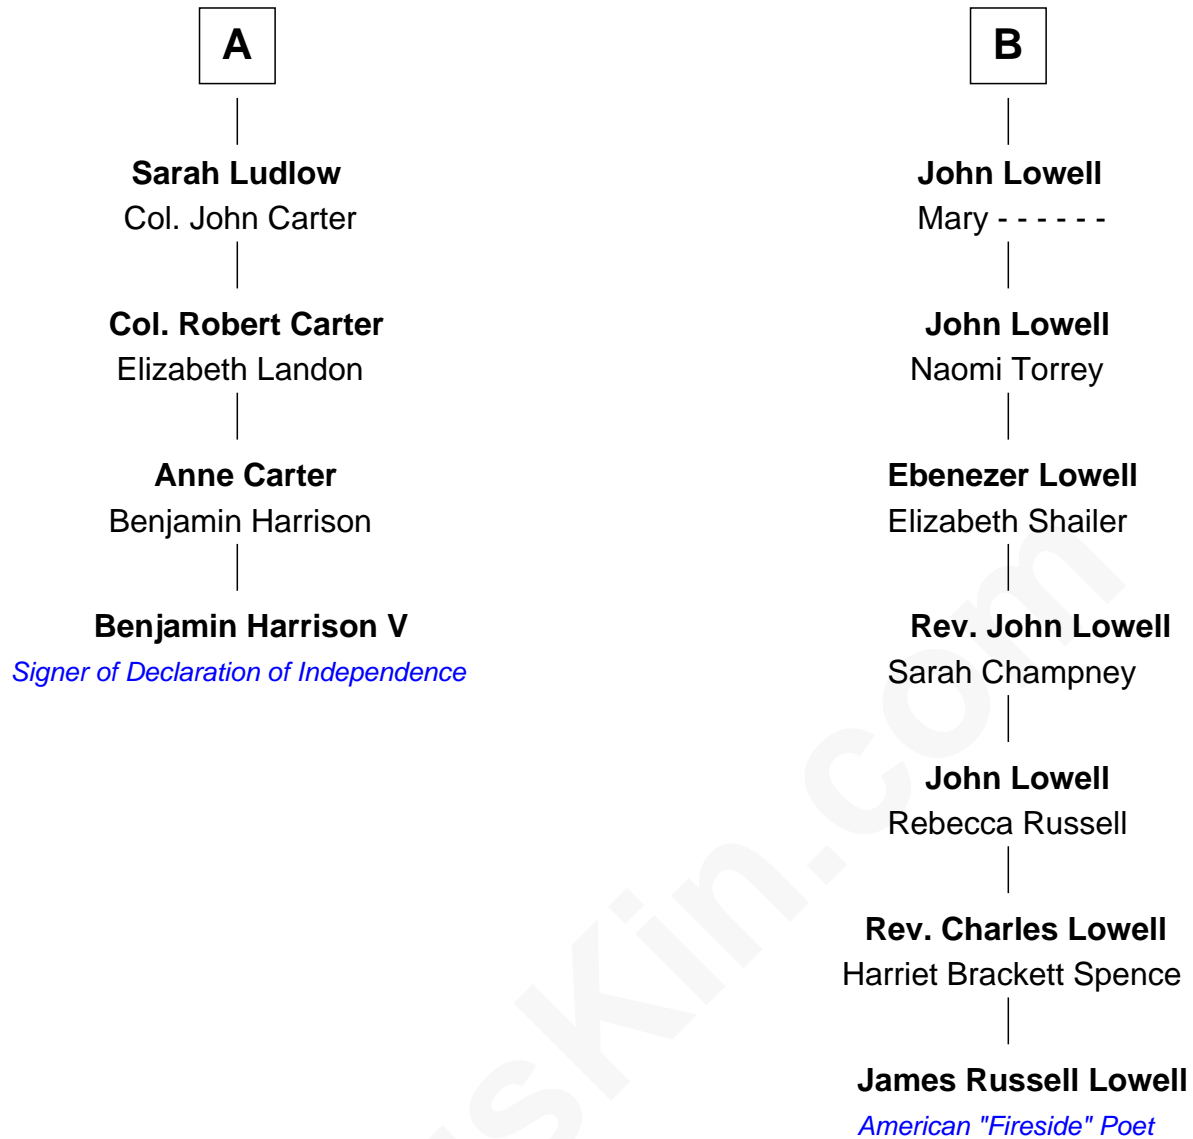 A
Sarah Ludlow
Col. John Carter
Col. Robert Carter
Elizabeth Landon
Anne Carter
Benjamin Harrison
Benjamin Harrison V
Signer of Declaration of Independence
B
John Lowell
Mary - - - - - -
John Lowell
Naomi Torrey
Ebenezer Lowell
Elizabeth Shailer
Rev. John Lowell
Sarah Champney
John Lowell
Rebecca Russell
Rev. Charles Lowell
Harriet Brackett Spence
James Russell Lowell
American "Fireside" Poet
sKin.com